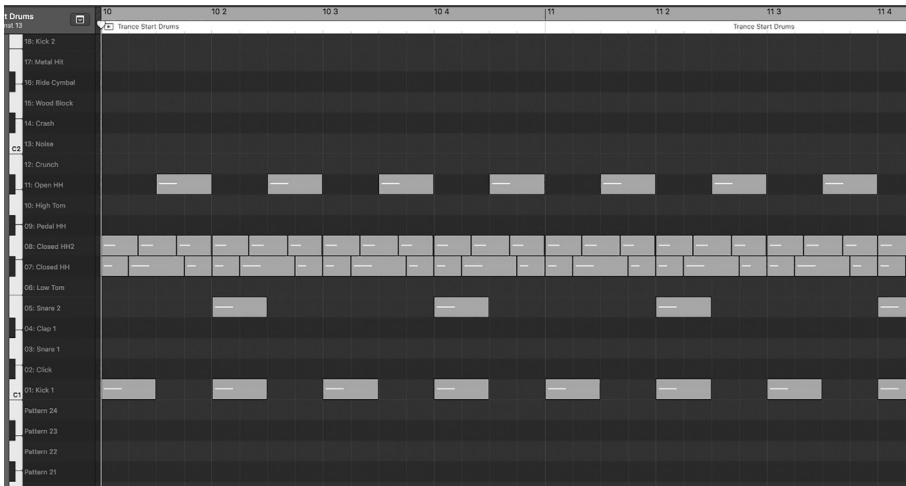 t Drums
nst 13
10
10 2
10 3
10 4
11
11 2
11 3
11 4
Trance Start Drums
Trance Start Drums
18: Kick 2
17: Metal Hit
16: Ride Cymbal
15: Wood Block
14: Crash
C2
13: Noise
12: Crunch
11: Open HH
10: High Tom
09: Pedal HH
08: Closed HH2
07: Closed HH
06: Low Tom
05: Snare 2
04: Clap 1
03: Snare 1
02: Click
C1
01: Kick 1
Pattern 24
Pattern 23
Pattern 22
Pattern 21